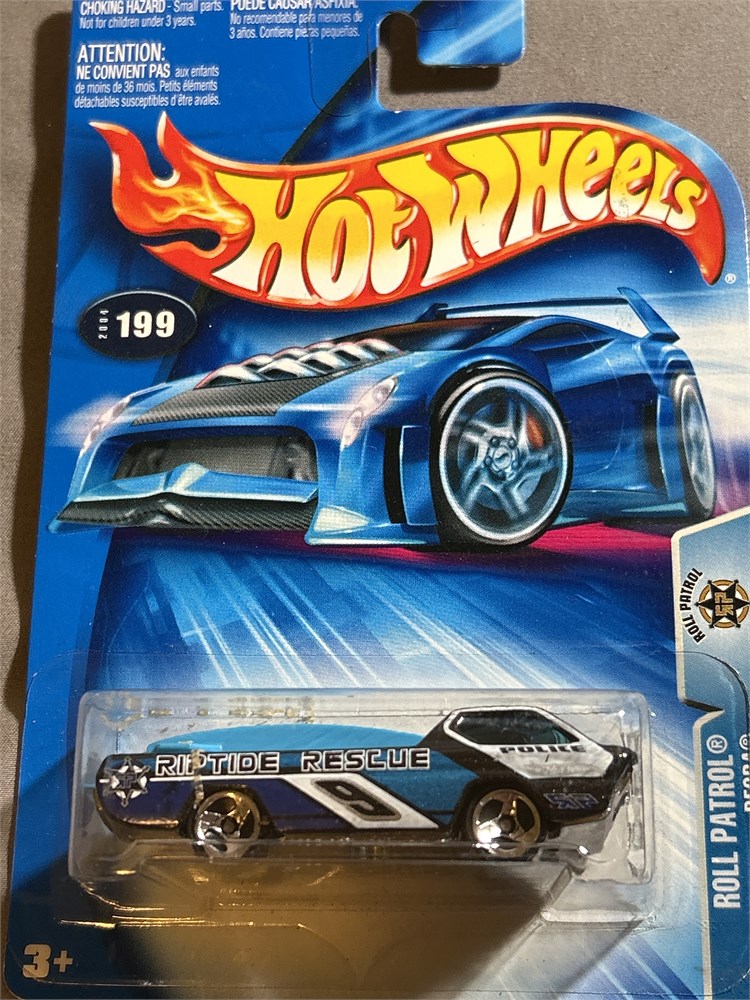 CHOKING HAZARD - Small parts.
Not for children under 3 years.
PUEDE CAUSAR ASFIXIA.
No recomendable para menores de
3 años. Contiene piezas pequeñas.
ATTENTION:
NE CONVIENT PAS aux enfants
de moins de 36 mois. Petits éléments
détachables susceptibles d'être avalés.
HOT WHEELS
®
2004
199
ROLL PATROL
RP
RIPTIDE RESCUE
POLICE
9
RP
ROLL PATROL®
3+